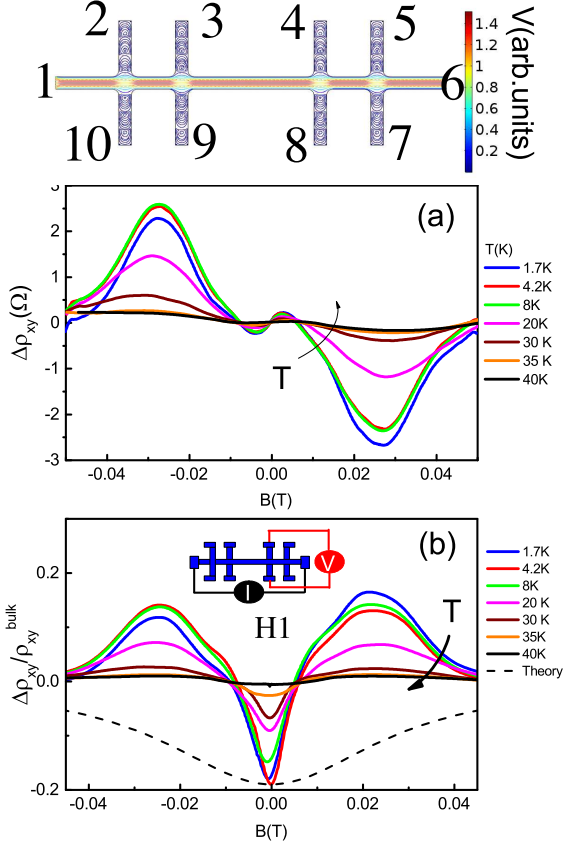 2 3 4 5
1 6
10 9 8 7
1.4
1.2
1
0.8
0.6
0.4
0.2
V(arb.units)
(a)
3
2
1
0
-1
-2
-3
Δρxy(Ω)
T
-0.04 -0.02 0.00 0.02 0.04
B(T)
T(K)
1.7K
4.2K
8K
20K
30 K
35 K
40K
(b)
0.2
0.0
-0.2
Δρxy/ρxy^bulk
V
I
H1
T
-0.04 -0.02 0.00 0.02 0.04
B(T)
1.7K
4.2K
8K
20 K
30 K
35K
40K
Theory